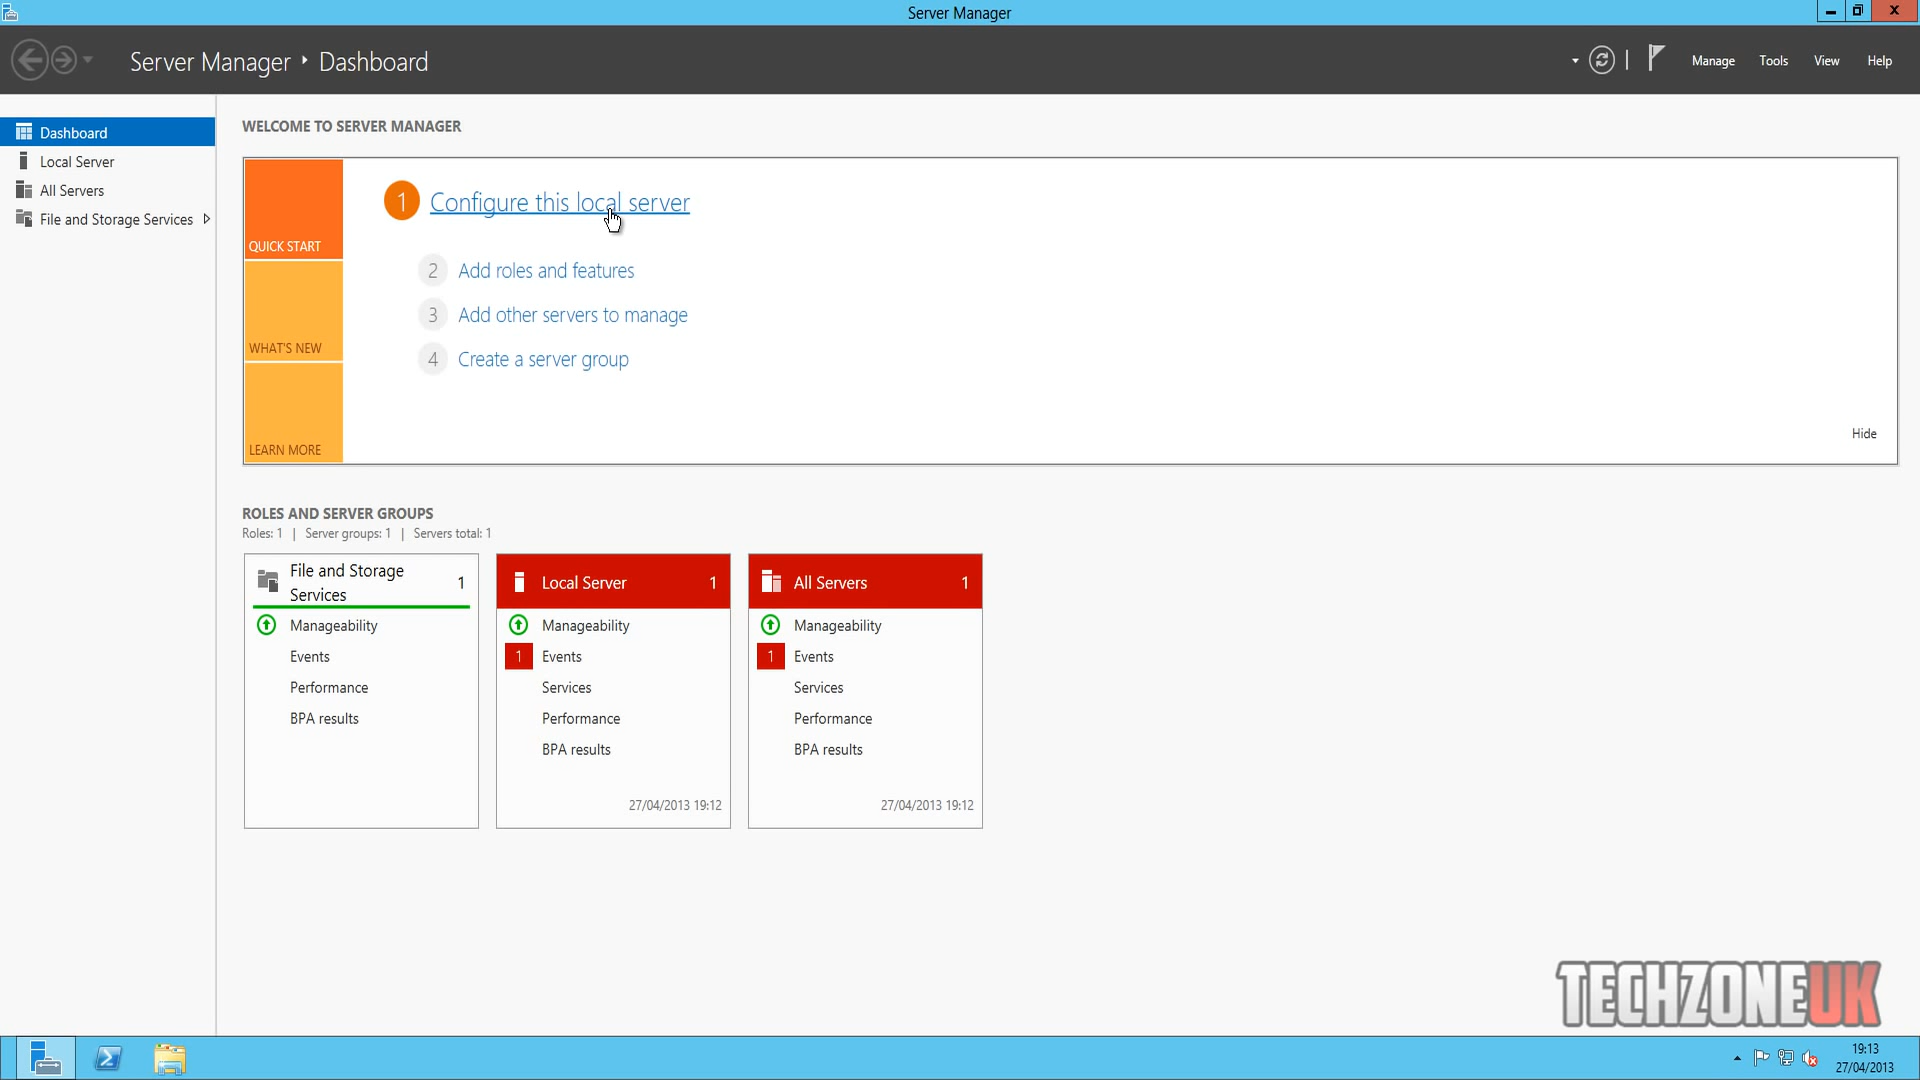 Server Manager
Server Manager ‣ Dashboard
Manage
Tools
View
Help
Dashboard
Local Server
All Servers
File and Storage Services
WELCOME TO SERVER MANAGER
QUICK START
WHAT'S NEW
LEARN MORE
1 Configure this local server
2 Add roles and features
3 Add other servers to manage
4 Create a server group
Hide
ROLES AND SERVER GROUPS
Roles: 1 | Server groups: 1 | Servers total: 1
File and Storage
Services
1
Manageability
Events
Performance
BPA results
Local Server 1
Manageability
1 Events
Services
Performance
BPA results
27/04/2013 19:12
All Servers 1
Manageability
1 Events
Services
Performance
BPA results
27/04/2013 19:12
TECHZONEUK
19:13
27/04/2013